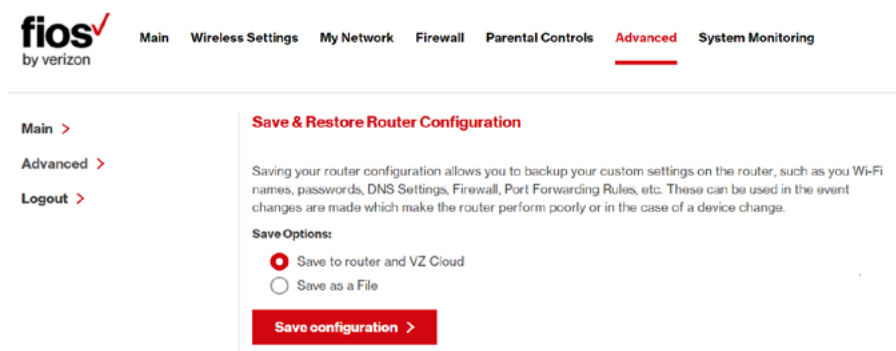 fios
by verizon
Main Wireless Settings My Network Firewall Parental Controls Advanced System Monitoring
Main >
Advanced >
Logout >
Save & Restore Router Configuration
Saving your router configuration allows you to backup your custom settings on the router, such as you Wi-Fi
names, passwords, DNS Settings, Firewall, Port Forwarding Rules, etc. These can be used in the event
changes are made which make the router perform poorly or in the case of a device change.
Save Options:
Save to router and VZ Cloud
Save as a File
Save configuration >